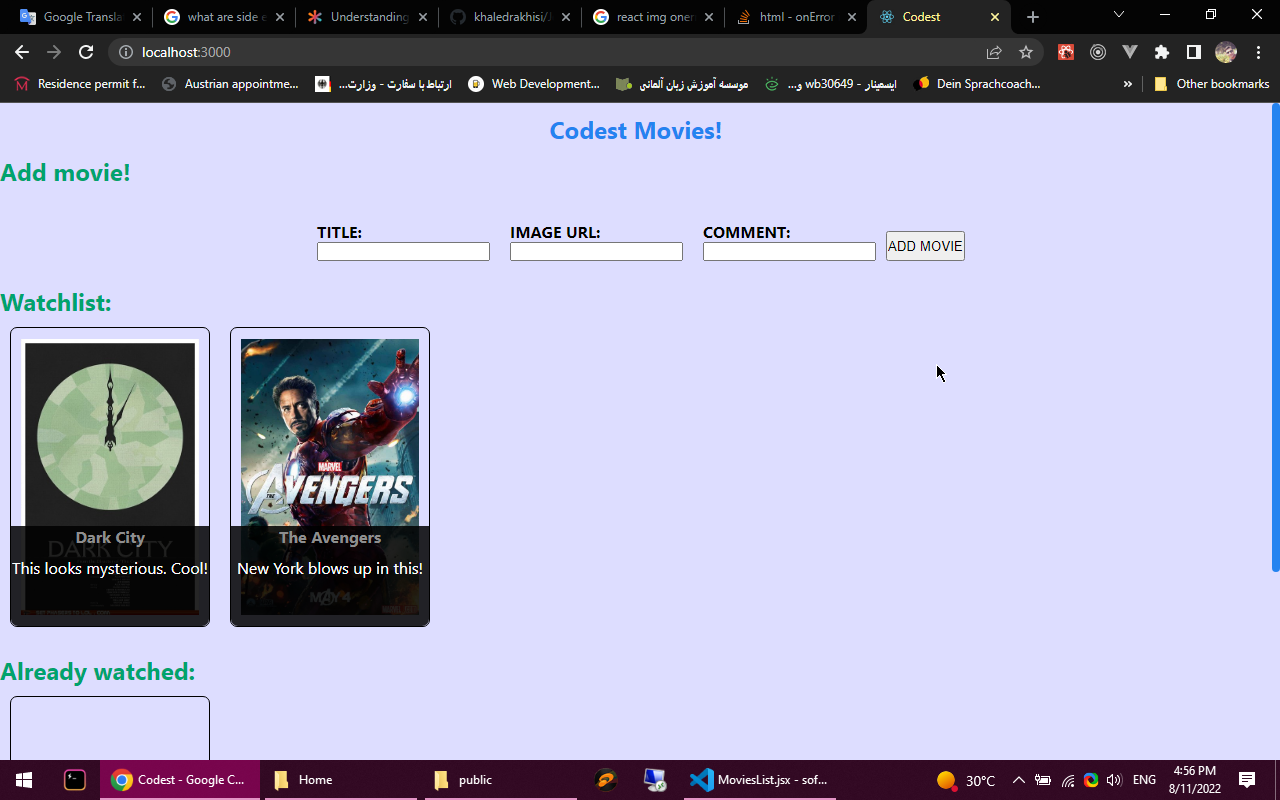 Google Transla
what are side e
Understanding
khaledrakhisi/J
react img oner
html - onError
Codest
localhost:3000
Residence permit f...
Austrian appointme...
ارتباط با سفارت - وزارت...
Web Development...
موسسه آموزش زبان آلمانی
ایسمینار - wb30649 و...
Dein Sprachcoach...
»
Other bookmarks
Codest Movies!
Add movie!
TITLE:
IMAGE URL:
COMMENT:
ADD MOVIE
Watchlist:
MARVEL
THE AVENGERS
Dark City
The Avengers
DARK CITY
This looks mysterious. Cool!
New York blows up in this!
MAY 4
Already watched:
Codest - Google C...
Home
public
MoviesList.jsx - sof...
30°C
ENG
4:56 PM
8/11/2022